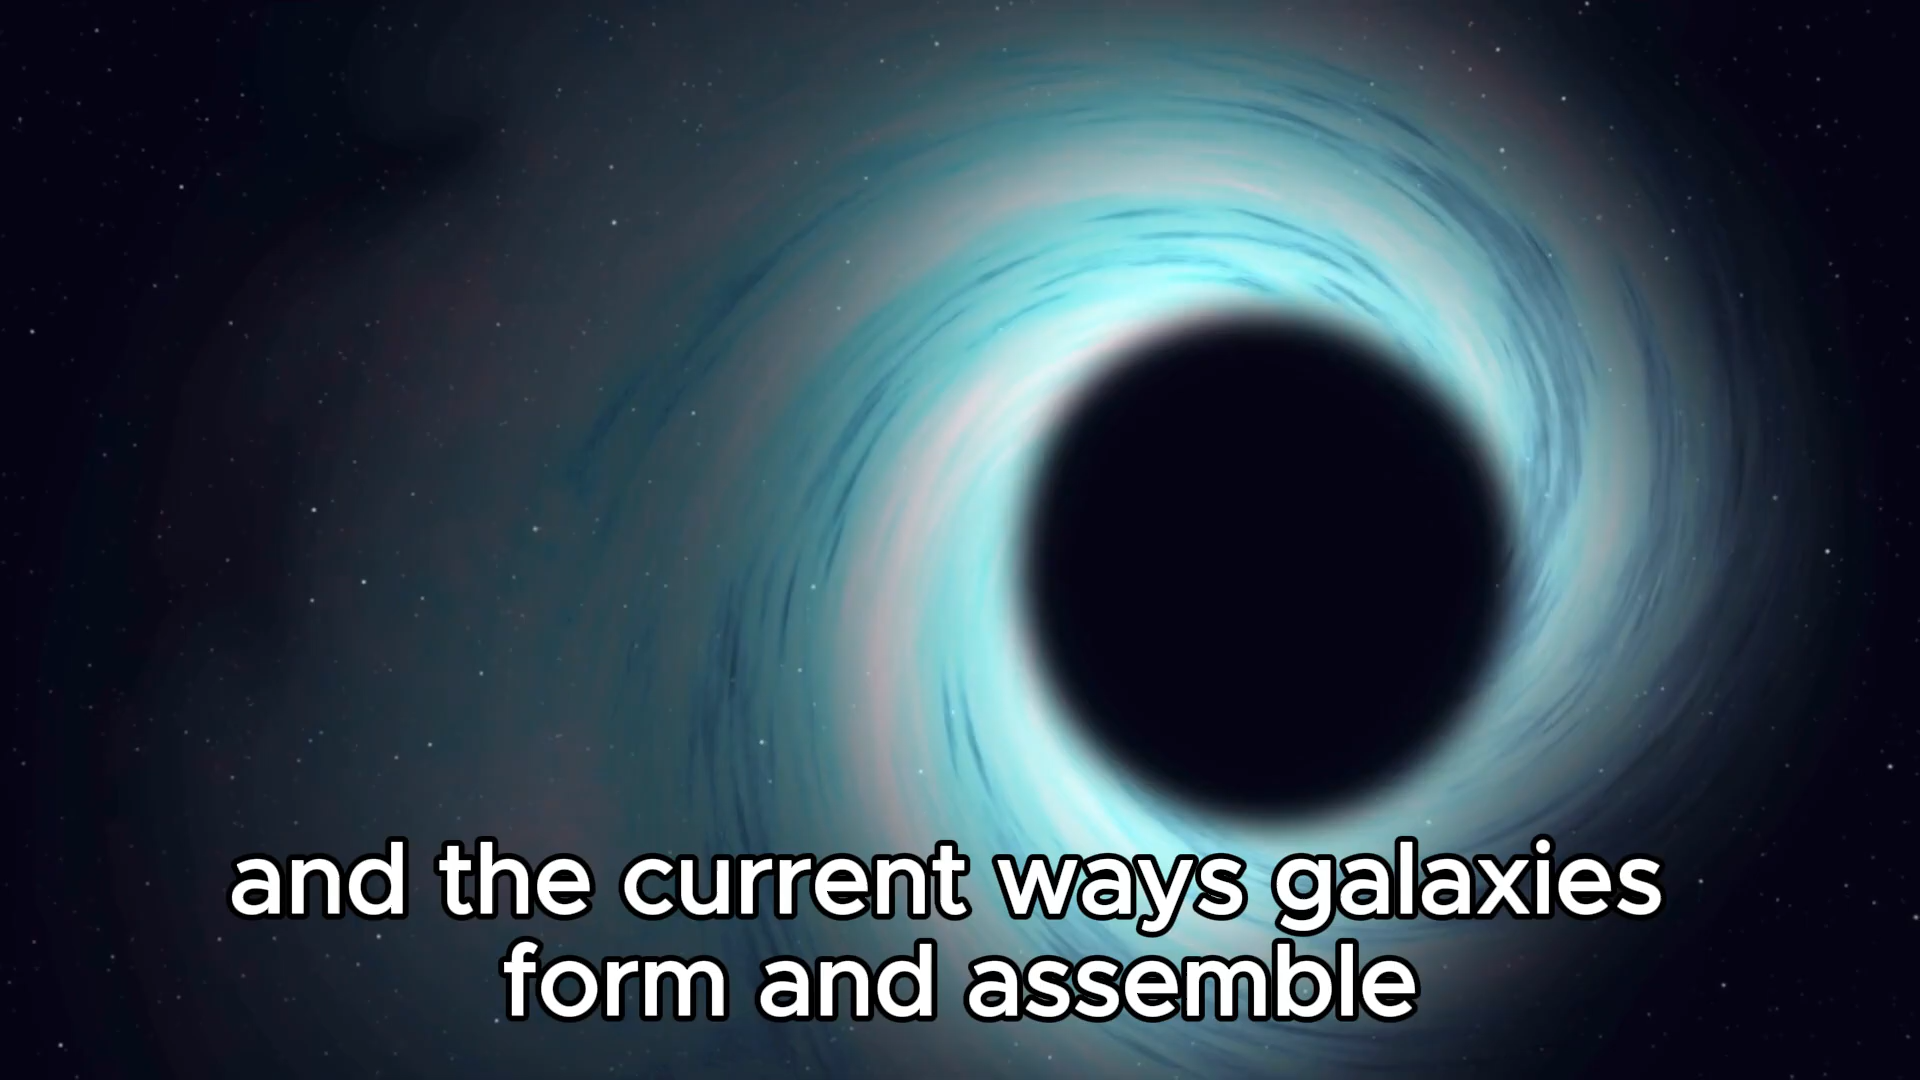 and the current ways galaxies
form and assemble